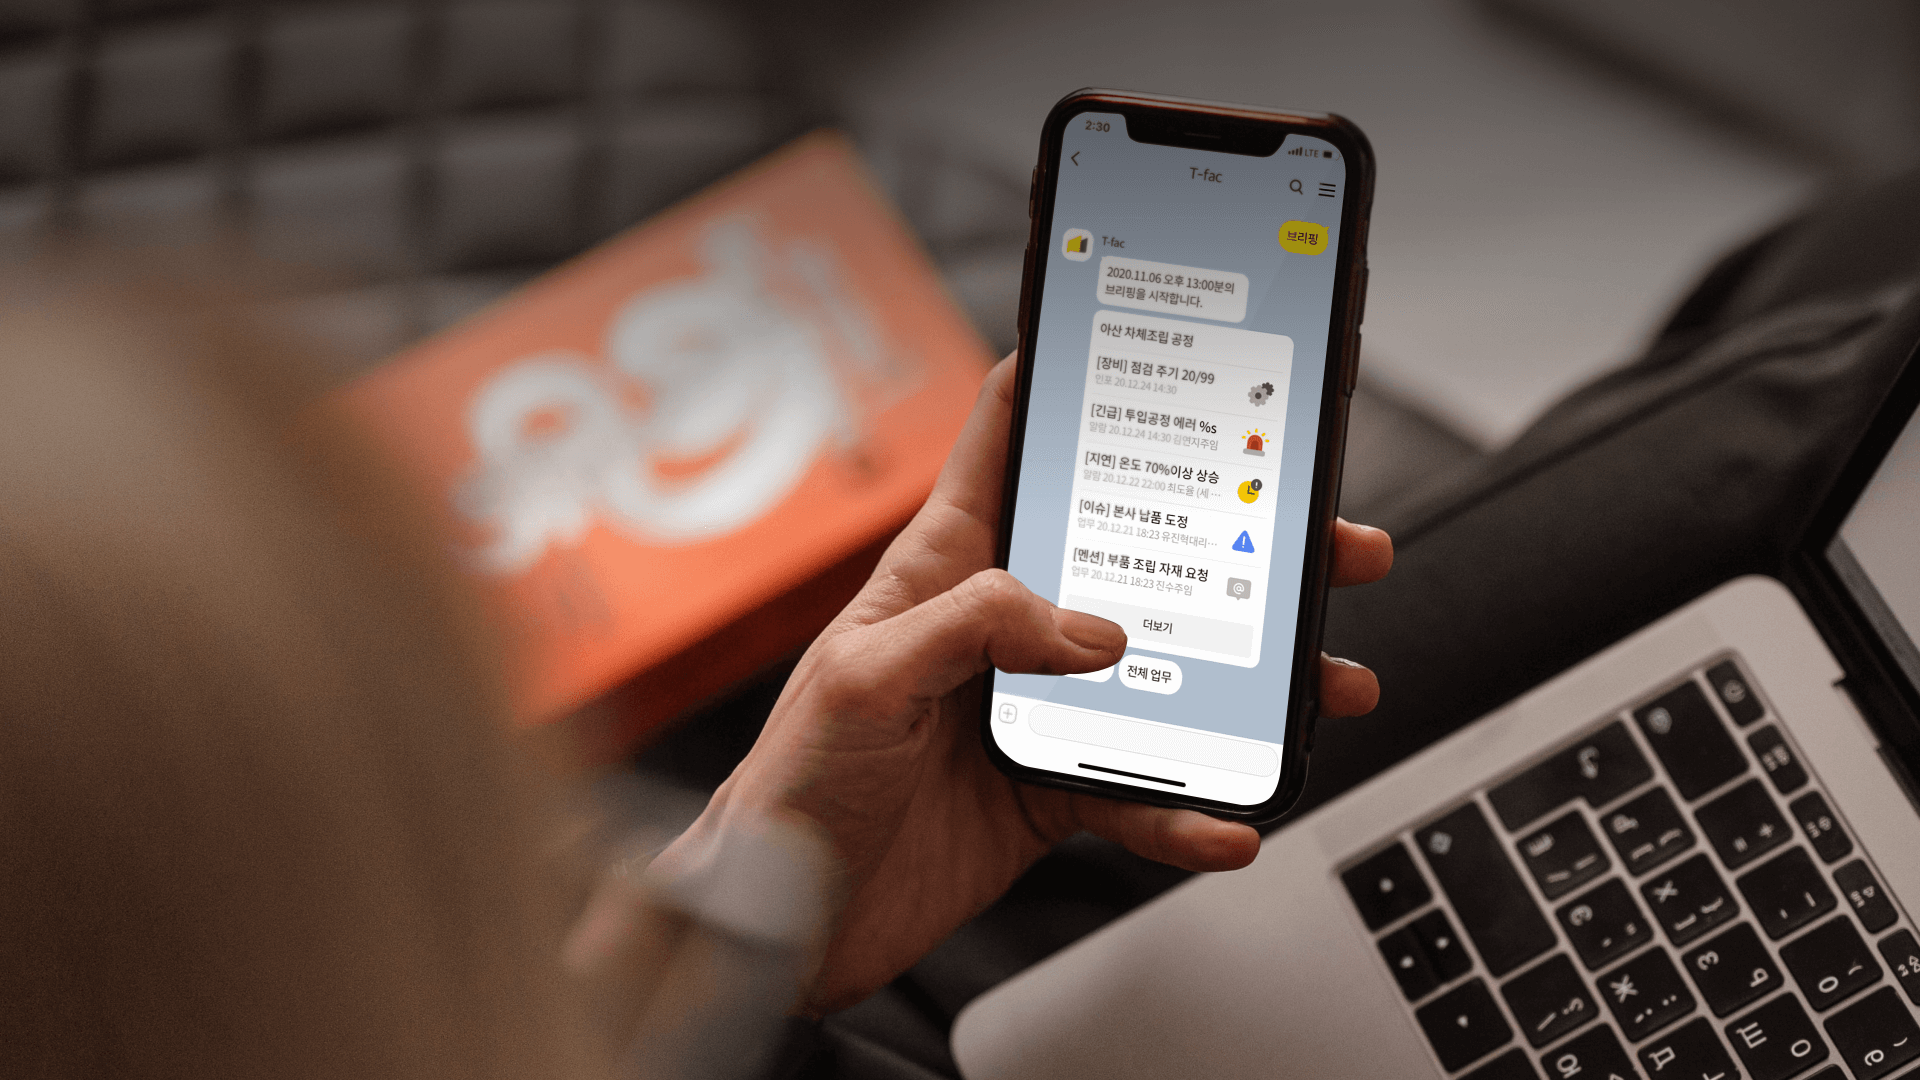 2:30
LTE
T-fac
브리핑
T-fac
2020.11.06 오후 13:00분의
브리핑을 시작합니다.
아산 차체조립 공정
[장비] 점검 주기 20/99
인포 20.12.24 14:30
[긴급] 투입공정 에러 %s
알람 20.12.24 14:30 김연지주임
[지연] 온도 70%이상 상승
알람 20.12.22 22:00 최도율 (세 ···
[이슈] 본사 납품 도정
업무 20.12.21 18:23 유진혁대리···
[멘션] 부품 조립 자재 요청
업무 20.12.21 18:23 진수주임
@
더보기
전체 업무